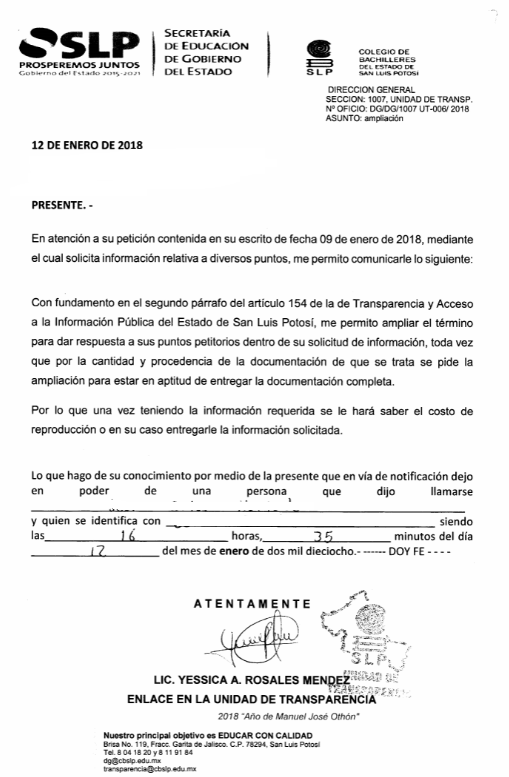 SLP
PROSPEREMOS JUNTOS
Gobierno del Estado 2015-2021
SECRETARÍA
DE EDUCACIÓN
DE GOBIERNO
DEL ESTADO
SLP
COLEGIO DE
BACHILLERES
DEL ESTADO DE
SAN LUIS POTOSÍ
DIRECCION GENERAL
SECCION: 1007, UNIDAD DE TRANSP.
Nº OFICIO: DG/DG/1007 UT-006/ 2018
ASUNTO: ampliación
12 DE ENERO DE 2018
PRESENTE. -
En atención a su petición contenida en su escrito de fecha 09 de enero de 2018, mediante
el cual solicita información relativa a diversos puntos, me permito comunicarle lo siguiente:
Con fundamento en el segundo párrafo del artículo 154 de la de Transparencia y Acceso
a la Información Pública del Estado de San Luis Potosí, me permito ampliar el término
para dar respuesta a sus puntos petitorios dentro de su solicitud de información, toda vez
que por la cantidad y procedencia de la documentación de que se trata se pide la
ampliación para estar en aptitud de entregar la documentación completa.
Por lo que una vez teniendo la información requerida se le hará saber el costo de
reproducción o en su caso entregarle la información solicitada.
Lo que hago de su conocimiento por medio de la presente que en vía de notificación dejo
en poder de una persona que dijo llamarse
y quien se identifica con siendo
las 16 horas, 35 minutos del día
12 del mes de enero de dos mil dieciocho.- ------ DOY FE - - - -
ATENTAMENTE
SLP
UNIDAD DE
TRANSPARENCIA
LIC. YESSICA A. ROSALES MENDEZ
ENLACE EN LA UNIDAD DE TRANSPARENCIA
2018 "Año de Manuel José Othón"
Nuestro principal objetivo es EDUCAR CON CALIDAD
Brisa No. 119, Fracc. Garita de Jalisco. C.P. 78294, San Luis Potosí
Tel. 8 04 18 20 y 8 11 91 84
dg@cbslp.edu.mx
transparencia@cbslp.edu.mx